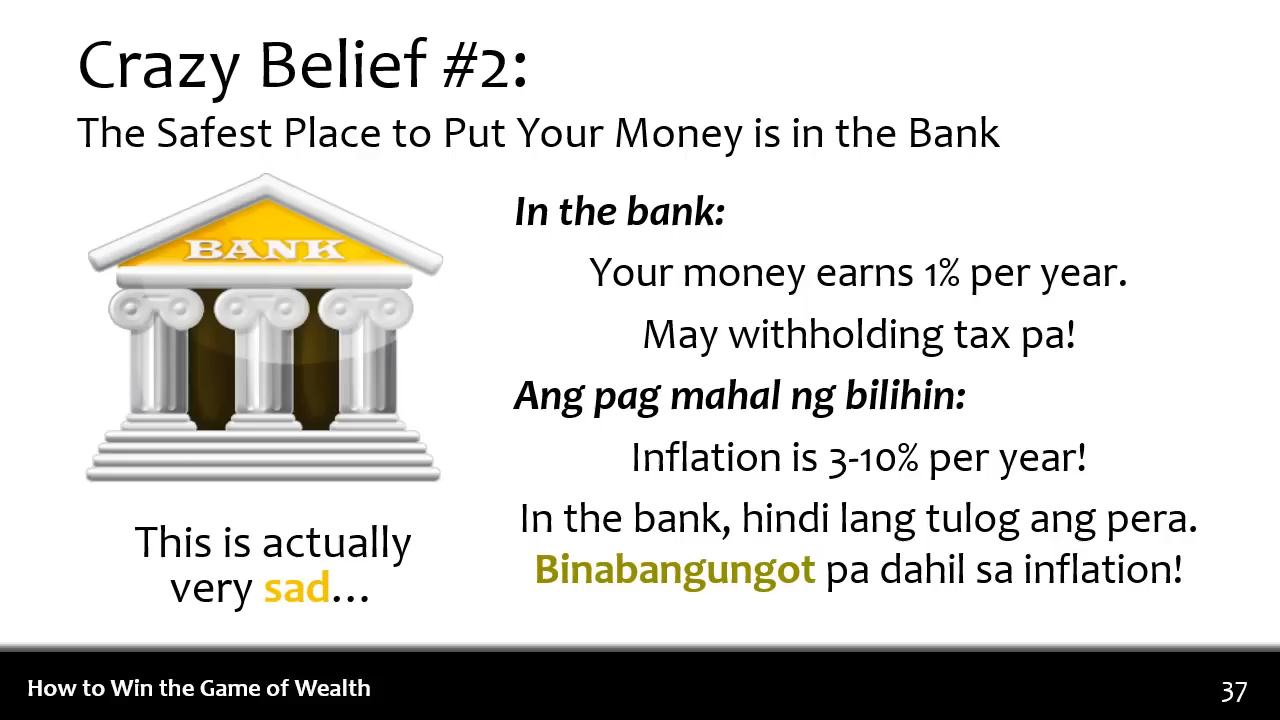 Crazy Belief #2:
The Safest Place to Put Your Money is in the Bank
BANK
This is actually
very sad…
In the bank:
Your money earns 1% per year.
May withholding tax pa!
Ang pag mahal ng bilihin:
Inflation is 3-10% per year!
In the bank, hindi lang tulog ang pera.
Binabangungot pa dahil sa inflation!
How to Win the Game of Wealth
37